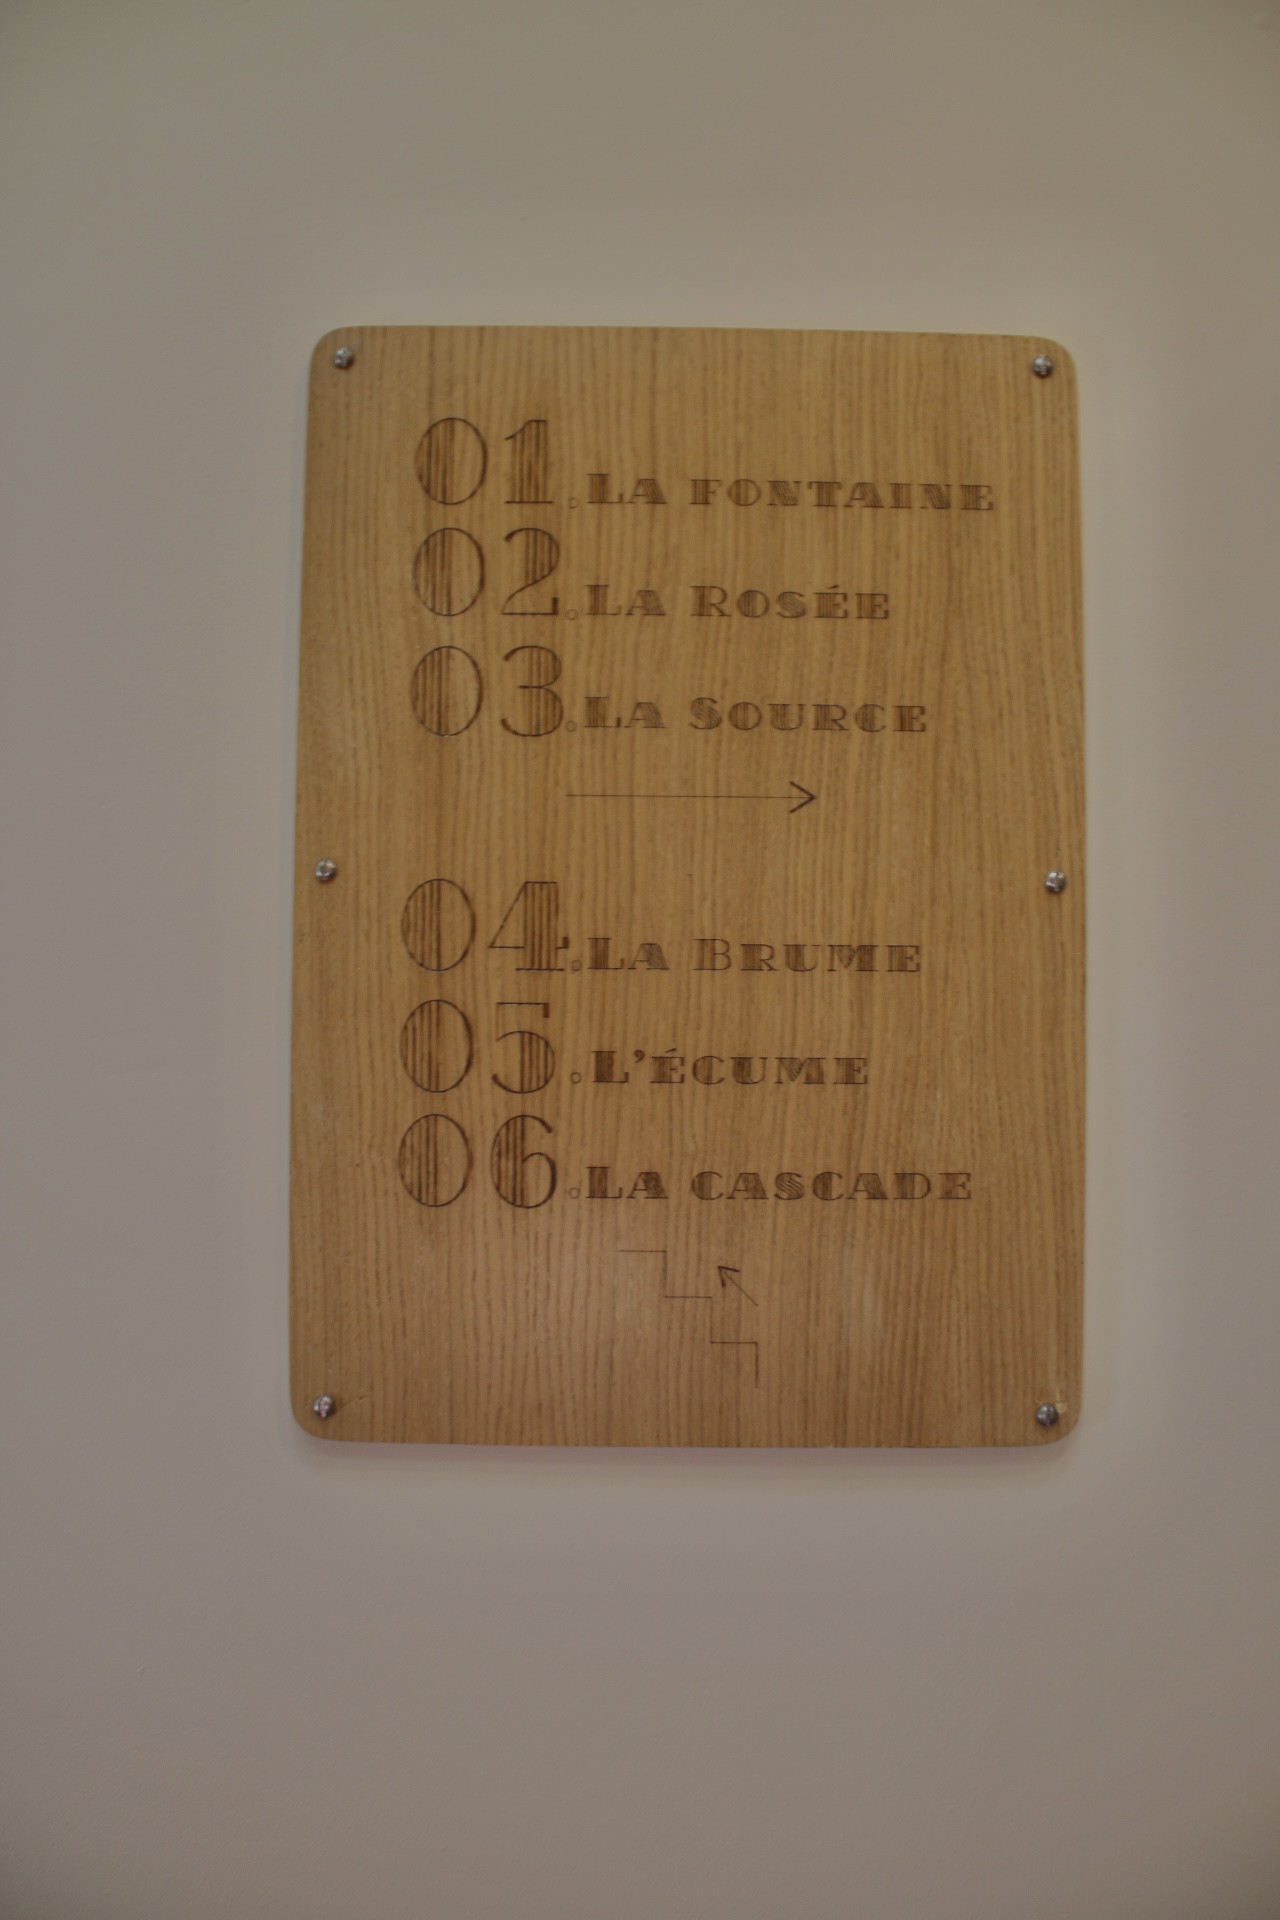 01.LA FONTAINE
02.LA ROSÉE
03.LA SOURCE
04.LA BRUME
05.L'ÉCUME
06.LA CASCADE